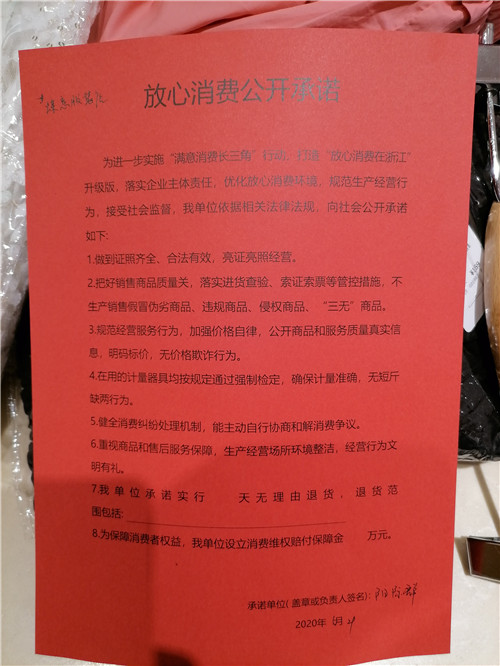 放心消费公开承诺
为进一步实施“满意消费长三角”行动，打造“放心消费在浙江”
升级版，落实企业主体责任，优化放心消费环境，规范生产经营行
为，接受社会监督，我单位依据相关法律法规，向社会公开承诺
如下:
1.做到证照齐全、合法有效，亮证亮照经营。
2.把好销售商品质量关，落实进货查验、索证索票等管控措施，不
生产销售假冒伪劣商品、违规商品、侵权商品、“三无”商品。
3.规范经营服务行为，加强价格自律，公开商品和服务质量真实信
息，明码标价，无价格欺诈行为。
4.在用的计量器具均按规定通过强制检定，确保计量准确，无短斤
缺两行为。
5.健全消费纠纷处理机制，能主动自行协商和解消费争议。
6.重视商品和售后服务保障，生产经营场所环境整洁，经营行为文
明有礼。
7.我单位承诺实行 天无理由退货，退货范
围包括:
8.为保障消费者权益，我单位设立消费维权赔付保障金 万元。
承诺单位(盖章或负责人签名):
2020年 月